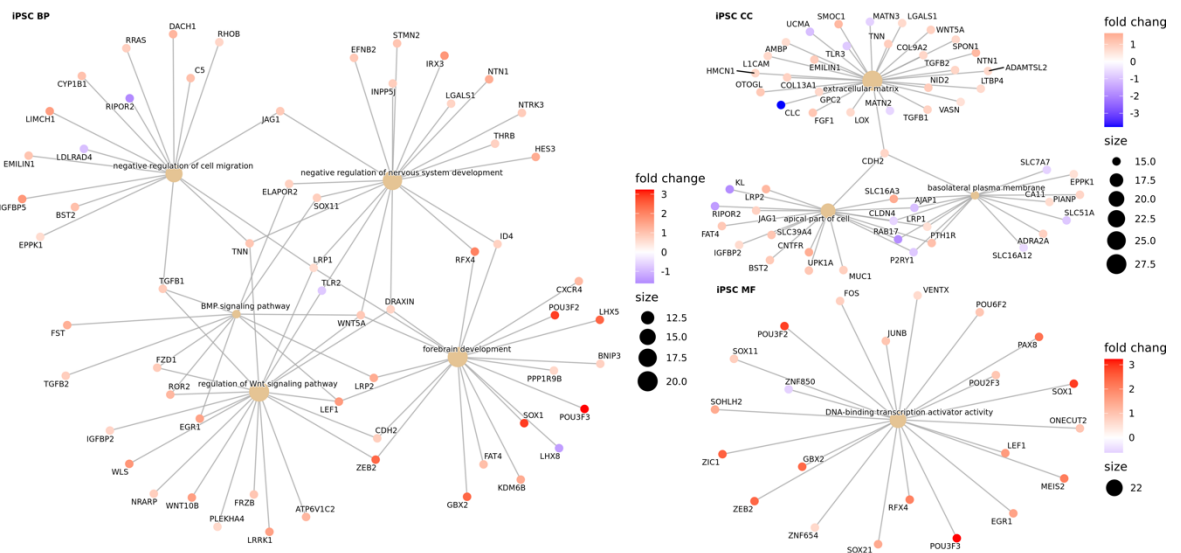 iPSC BP
DACH1
RRAS
RHOB
STMN2
EFNB2
IRX3
CYP1B1
C5
NTN1
RIPOR2
INPP5J
LGALS1
LIMCH1
NTRK3
JAG1
THRB
LDLRAD4
HES3
EMILIN1
negative regulation of cell migration
negative regulation of nervous system development
ELAPOR2
IGFBP5
BST2
SOX11
EPPK1
TNN
ID4
LRP1
RFX4
TGFB1
TLR2
CXCR4
DRAXIN
POU3F2
LHX5
BMP signaling pathway
WNT5A
FST
forebrain development
FZD1
BNIP3
TGFB2
ROR2
regulation of Wnt signaling pathway
LRP2
PPP1R9B
LEF1
SOX1
POU3F3
EGR1
IGFBP2
CDH2
LHX8
WLS
ZEB2
FAT4
NRARP
WNT10B
FRZB
ATP6V1C2
GBX2
KDM6B
PLEKHA4
LRRK1
fold change
3
2
1
0
-1
size
12.5
15.0
17.5
20.0
iPSC CC
UCMA
SMOC1
MATN3
LGALS1
TNN
WNT5A
AMBP
TLR3
COL9A2
SPON1
L1CAM
EMILIN1
TGFB2
NTN1
HMCN1
ADAMTSL2
OTOGL
COL13A1
NID2
LTBP4
extracellular matrix
GPC2
MATN2
CLC
FGF1
LOX
TGFB1
VASN
CDH2
SLC7A7
KL
LRP2
SLC16A3
basolateral plasma membrane
EPPK1
AJAP1
CA11
PIANP
RIPOR2
JAG1
apical part of cell
CLDN4
LRP1
SLC51A
FAT4
SLC39A4
RAB17
PTH1R
ADRA2A
IGFBP2
CNTFR
P2RY1
SLC16A12
BST2
UPK1A
MUC1
fold change
1
0
-1
-2
-3
size
15.0
17.5
20.0
22.5
25.0
27.5
iPSC MF
FOS
VENTX
POU6F2
POU3F2
JUNB
PAX8
SOX11
ZNF850
POU2F3
SOX1
SOHLH2
DNA-binding transcription activator activity
ONECUT2
ZIC1
GBX2
LEF1
MEIS2
ZEB2
RFX4
EGR1
ZNF654
SOX21
POU3F3
fold change
3
2
1
0
size
22